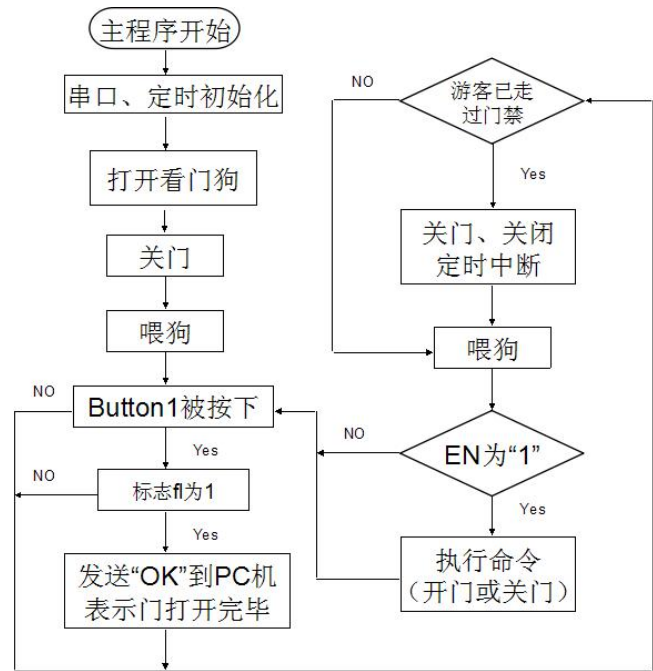 主程序开始
串口、定时初始化
打开看门狗
关门
喂狗
NO
Button1被按下
Yes
NO
标志fl为1
Yes
发送“OK”到PC机
表示门打开完毕
NO
游客已走
过门禁
Yes
关门、关闭
定时中断
喂狗
NO
EN为“1”
Yes
执行命令
（开门或关门）